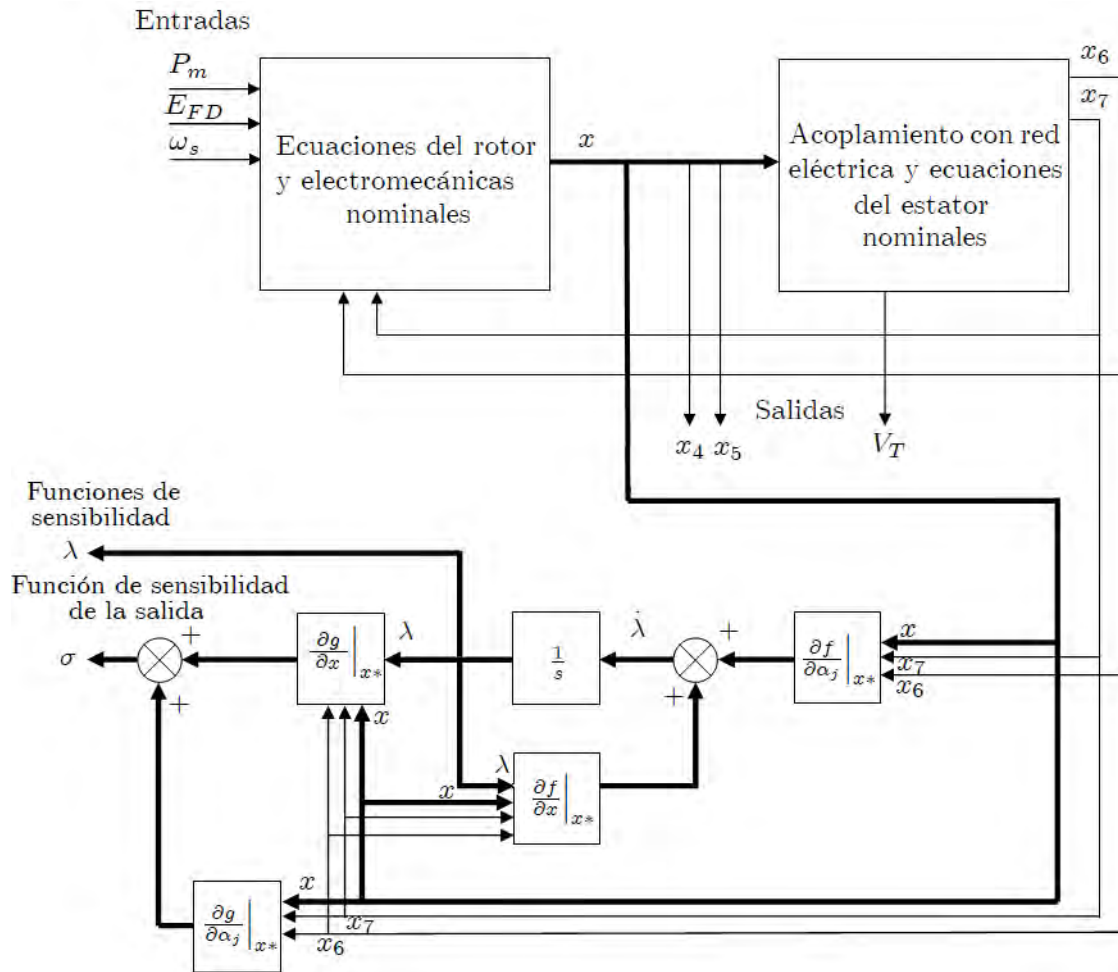 Entradas
P_m
E_{FD}
ω_s
Ecuaciones del rotor
y electromecánicas
nominales
x
Acoplamiento con red
eléctrica y ecuaciones
del estator
nominales
x_6
x_7
Salidas
x_4 x_5
V_T
Funciones de
sensibilidad
λ
Función de sensibilidad
de la salida
σ
+
+
∂g/∂x|_{x*}
λ
x
1/s
λ̇
+
+
∂f/∂α_j|_{x*}
x
x_7
x_6
λ
x
∂f/∂x|_{x*}
∂g/∂α_j|_{x*}
x
x_7
x_6